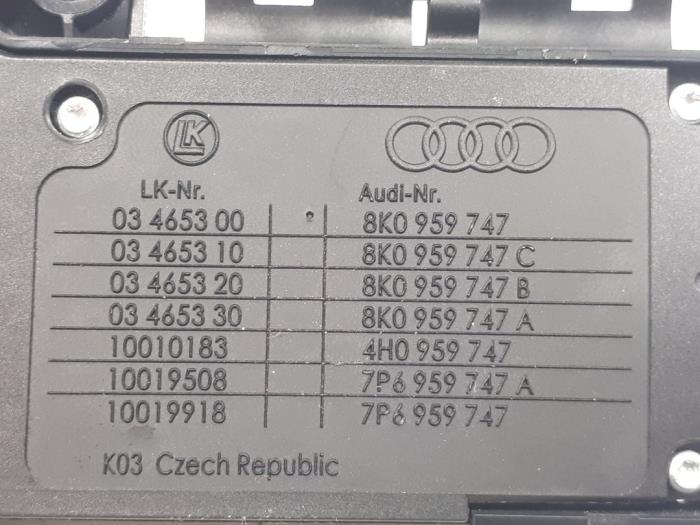 LK
LK-Nr. Audi-Nr.
03 4653 00 8K0 959 747
03 4653 10 8K0 959 747 C
03 4653 20 8K0 959 747 B
03 4653 30 8K0 959 747 A
10010183 4H0 959 747
10019508 7P6 959 747 A
10019918 7P6 959 747
K03 Czech Republic